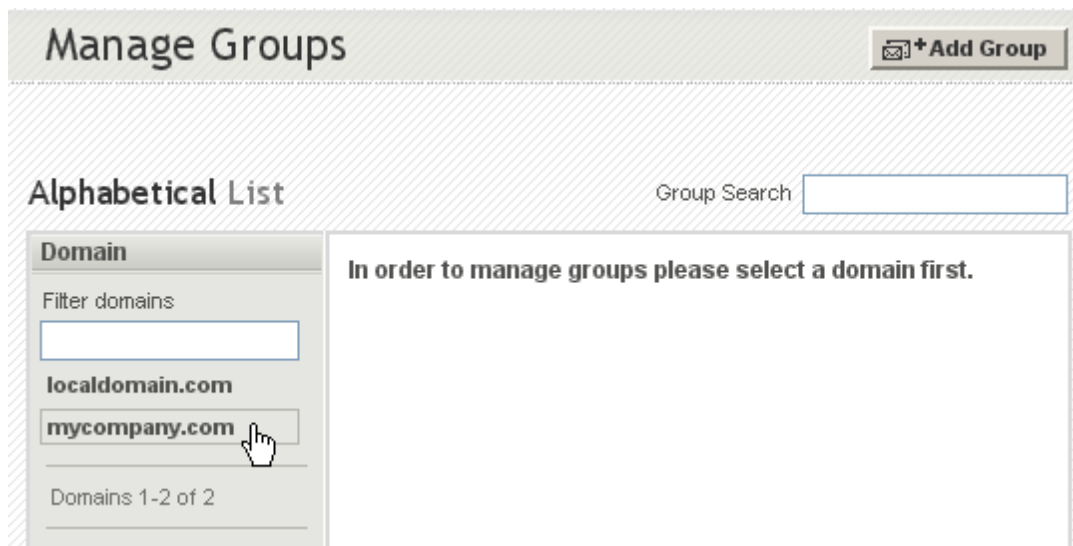 Manage Groups
+Add Group
Alphabetical List
Group Search
Domain
In order to manage groups please select a domain first.
Filter domains
localdomain.com
mycompany.com
Domains 1-2 of 2